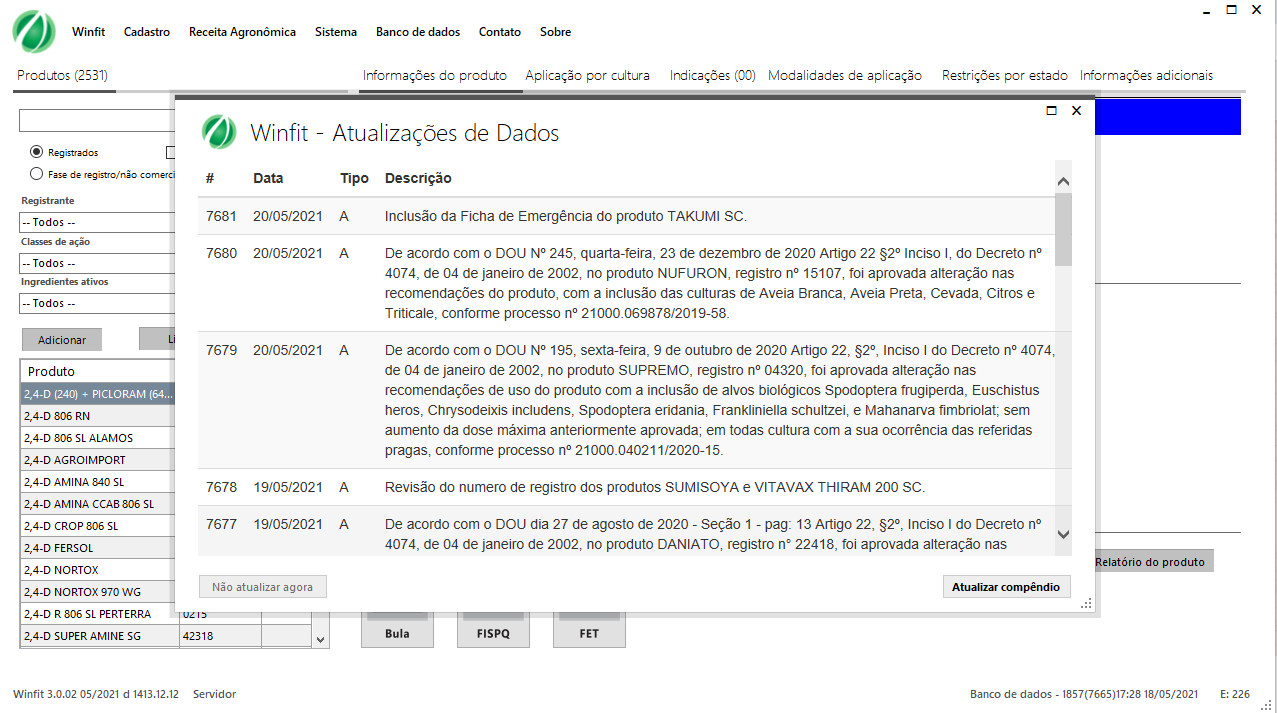 Winfit Cadastro Receita Agronômica Sistema Banco de dados Contato Sobre
Produtos (2531) Informações do produto Aplicação por cultura Indicações (00) Modalidades de aplicação Restrições por estado Informações adicionais
Registrados
Fase de registro/não comerci
Registrante
-- Todos --
Classes de ação
-- Todos --
Ingredientes ativos
-- Todos --
Adicionar Li
Produto
2,4-D (240) + PICLORAM (64...
2,4-D 806 RN
2,4-D 806 SL ALAMOS
2,4-D AGROIMPORT
2,4-D AMINA 840 SL
2,4-D AMINA CCAB 806 SL
2,4-D CROP 806 SL
2,4-D FERSOL
2,4-D NORTOX
2,4-D NORTOX 970 WG
2,4-D R 806 SL PERTERRA 0215
2,4-D SUPER AMINE SG 42318
Winfit - Atualizações de Dados
# Data Tipo Descrição
7681 20/05/2021 A Inclusão da Ficha de Emergência do produto TAKUMI SC.
7680 20/05/2021 A De acordo com o DOU Nº 245, quarta-feira, 23 de dezembro de 2020 Artigo 22 §2º Inciso I, do Decreto nº
4074, de 04 de janeiro de 2002, no produto NUFURON, registro nº 15107, foi aprovada alteração nas
recomendações do produto, com a inclusão das culturas de Aveia Branca, Aveia Preta, Cevada, Citros e
Triticale, conforme processo nº 21000.069878/2019-58.
7679 20/05/2021 A De acordo com o DOU Nº 195, sexta-feira, 9 de outubro de 2020 Artigo 22, §2º, Inciso I do Decreto nº 4074,
de 04 de janeiro de 2002, no produto SUPREMO, registro nº 04320, foi aprovada alteração nas
recomendações de uso do produto com a inclusão de alvos biológicos Spodoptera frugiperda, Euschistus
heros, Chrysodeixis includens, Spodoptera eridania, Frankliniella schultzei, e Mahanarva fimbriolat; sem
aumento da dose máxima anteriormente aprovada; em todas cultura com a sua ocorrência das referidas
pragas, conforme processo nº 21000.040211/2020-15.
7678 19/05/2021 A Revisão do numero de registro dos produtos SUMISOYA e VITAVAX THIRAM 200 SC.
7677 19/05/2021 A De acordo com o DOU dia 27 de agosto de 2020 - Seção 1 - pag: 13 Artigo 22, §2º, Inciso I do Decreto nº
4074, de 04 de janeiro de 2002, no produto DANIATO, registro n° 22418, foi aprovada alteração nas
Não atualizar agora Atualizar compêndio
Relatório do produto
Bula FISPQ FET
Winfit 3.0.02 05/2021 d 1413.12.12 Servidor Banco de dados - 1857(7665)17:28 18/05/2021 E: 226